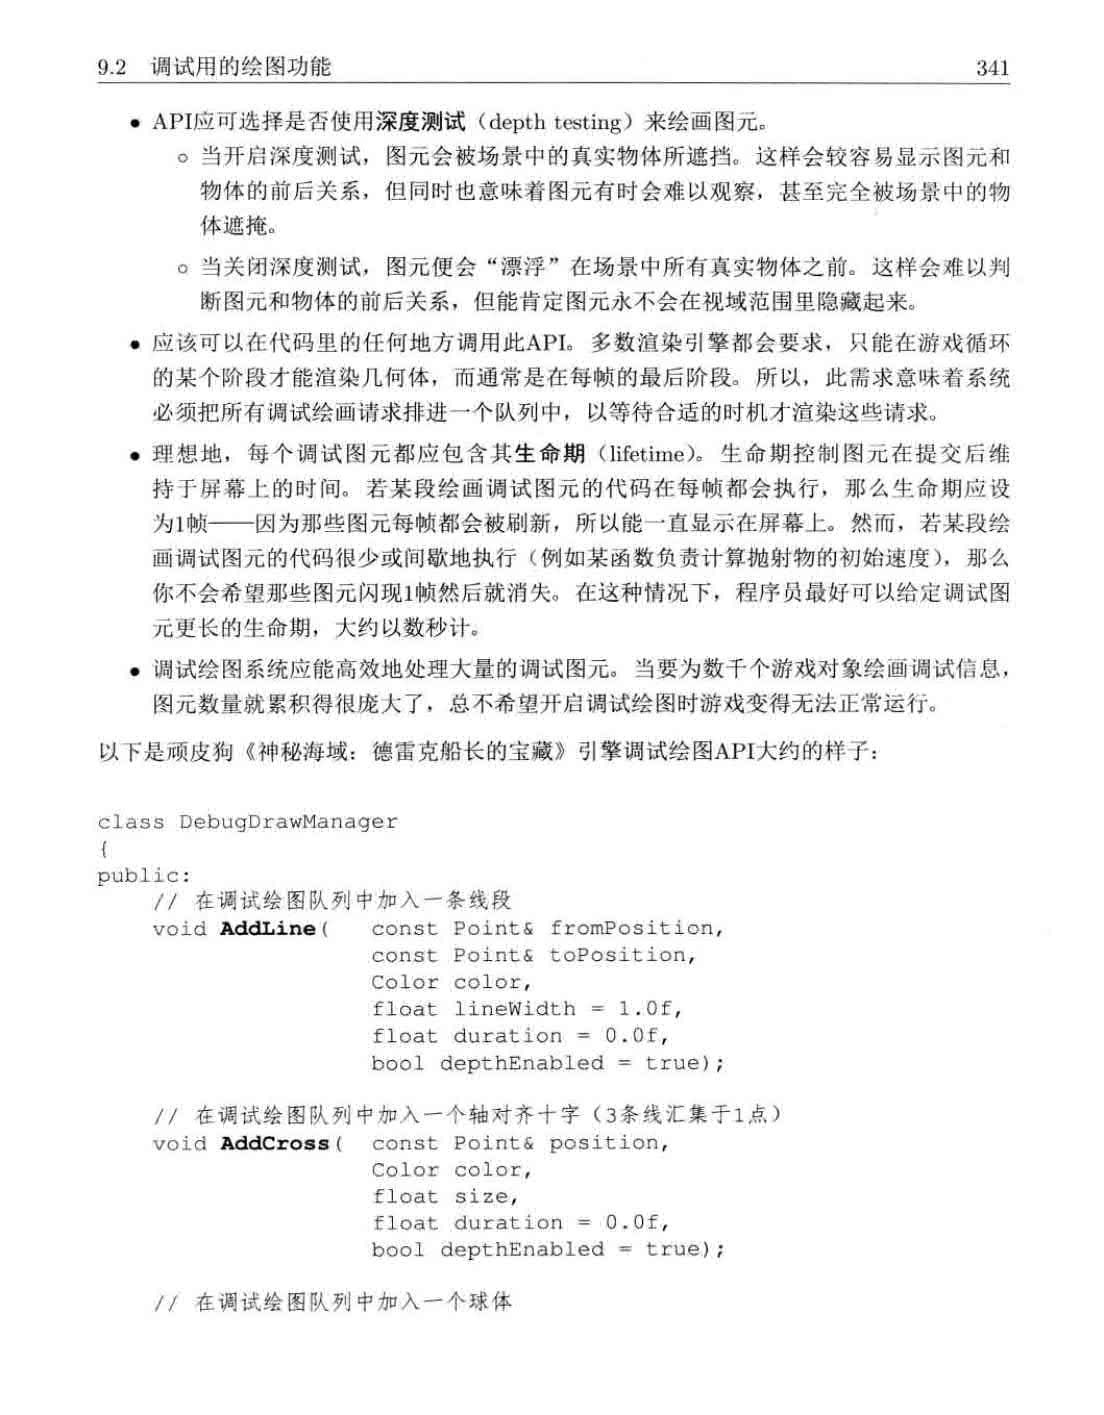 9.2 调试用的绘图功能 341
• API应可选择是否使用深度测试（depth testing）来绘画图元。
○ 当开启深度测试，图元会被场景中的真实物体所遮挡。这样会较容易显示图元和
物体的前后关系，但同时也意味着图元有时会难以观察，甚至完全被场景中的物
体遮掩。
○ 当关闭深度测试，图元便会“漂浮”在场景中所有真实物体之前。这样会难以判
断图元和物体的前后关系，但能肯定图元永不会在视域范围里隐藏起来。
• 应该可以在代码里的任何地方调用此API。多数渲染引擎都会要求，只能在游戏循环
的某个阶段才能渲染几何体，而通常是在每帧的最后阶段。所以，此需求意味着系统
必须把所有调试绘画请求排进一个队列中，以等待合适的时机才渲染这些请求。
• 理想地，每个调试图元都应包含其生命期（lifetime）。生命期控制图元在提交后维
持于屏幕上的时间。若某段绘画调试图元的代码在每帧都会执行，那么生命期应设
为1帧——因为那些图元每帧都会被刷新，所以能一直显示在屏幕上。然而，若某段绘
画调试图元的代码很少或间歇地执行（例如某函数负责计算抛射物的初始速度），那么
你不会希望那些图元闪现1帧然后就消失。在这种情况下，程序员最好可以给定调试图
元更长的生命期，大约以数秒计。
• 调试绘图系统应能高效地处理大量的调试图元。当要为数千个游戏对象绘画调试信息，
图元数量就累积得很庞大了，总不希望开启调试绘图时游戏变得无法正常运行。
以下是顽皮狗《神秘海域：德雷克船长的宝藏》引擎调试绘图API大约的样子：
class DebugDrawManager
{
public:
// 在调试绘图队列中加入一条线段
void AddLine( const Point& fromPosition,
const Point& toPosition,
Color color,
float lineWidth = 1.0f,
float duration = 0.0f,
bool depthEnabled = true);
// 在调试绘图队列中加入一个轴对齐十字（3条线汇集于1点）
void AddCross( const Point& position,
Color color,
float size,
float duration = 0.0f,
bool depthEnabled = true);
// 在调试绘图队列中加入一个球体